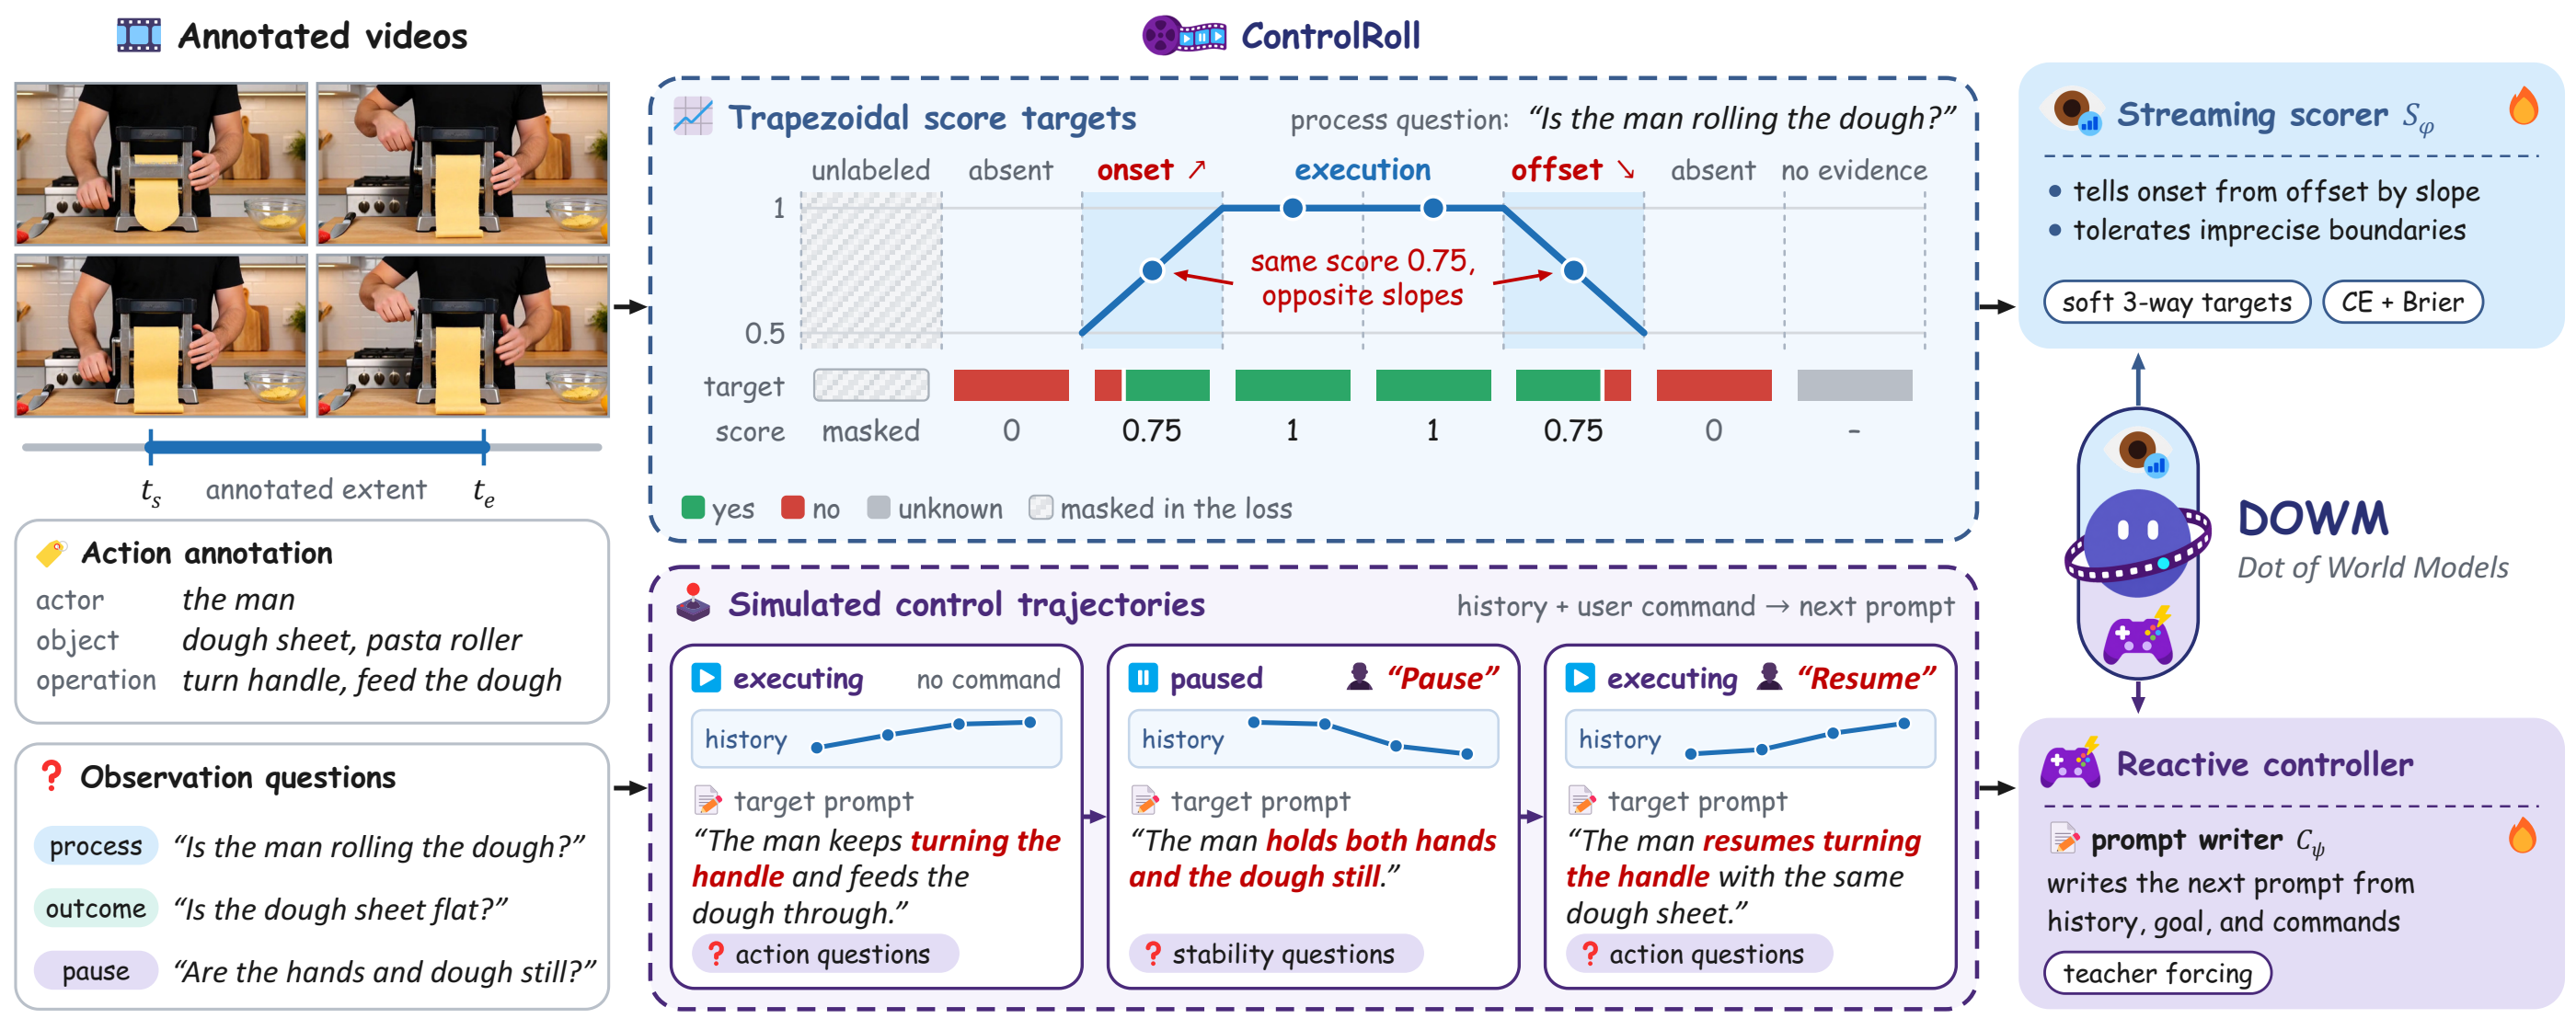 Annotated videos
t_s annotated extent t_e
Action annotation
actor the man
object dough sheet, pasta roller
operation turn handle, feed the dough
Observation questions
process “Is the man rolling the dough?”
outcome “Is the dough sheet flat?”
pause “Are the hands and dough still?”
ControlRoll
Trapezoidal score targets process question: “Is the man rolling the dough?”
unlabeled absent onset ↗ execution offset ↘ absent no evidence
1
same score 0.75,
opposite slopes
0.5
target
score masked 0 0.75 1 1 0.75 0 –
yes no unknown masked in the loss
Simulated control trajectories history + user command → next prompt
executing no command
history
target prompt
“The man keeps turning the
handle and feeds the
dough through.”
action questions
paused “Pause”
history
target prompt
“The man holds both hands
and the dough still.”
stability questions
executing “Resume”
history
target prompt
“The man resumes turning
the handle with the same
dough sheet.”
action questions
Streaming scorer S_φ
• tells onset from offset by slope
• tolerates imprecise boundaries
soft 3-way targets CE + Brier
DOWM
Dot of World Models
Reactive controller
prompt writer C_ψ
writes the next prompt from
history, goal, and commands
teacher forcing